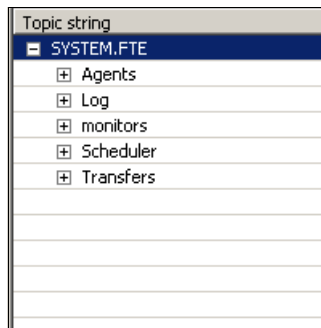 Topic string
SYSTEM.FTE
Agents
Log
monitors
Scheduler
Transfers